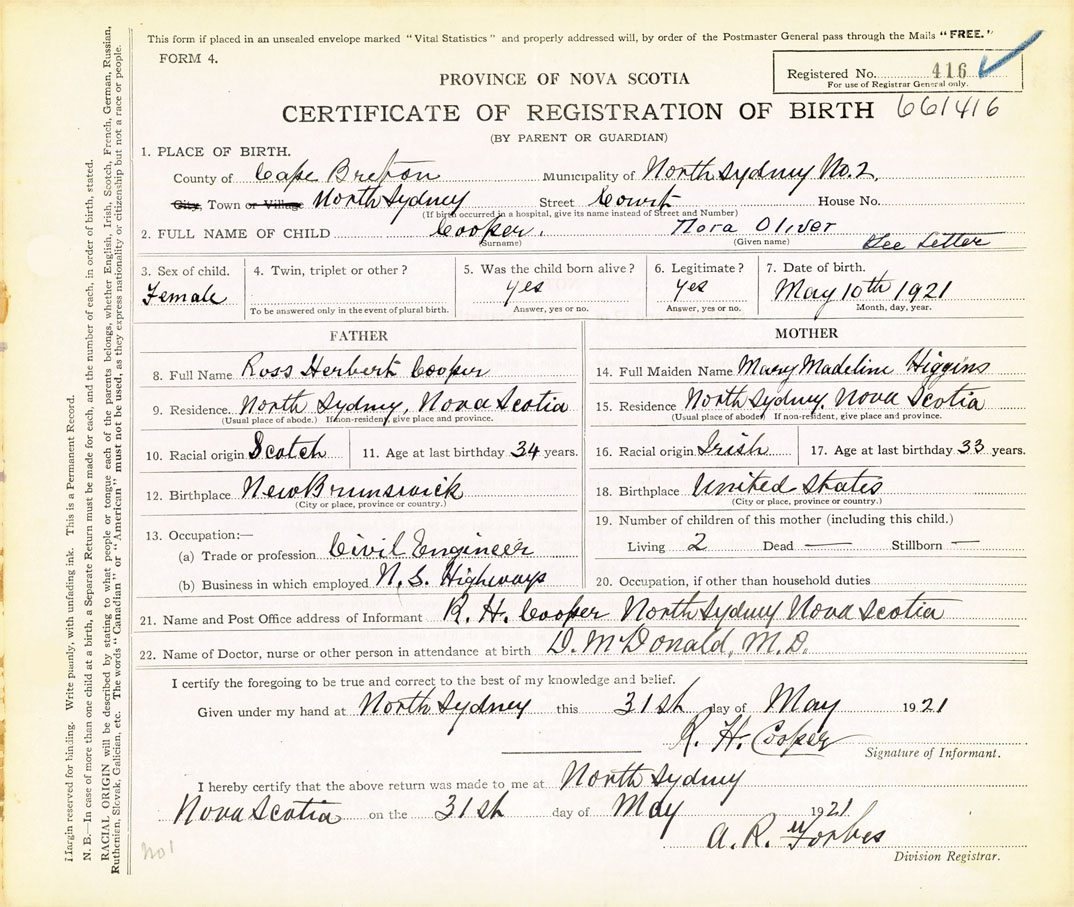 This form if placed in an unsealed envelope marked "Vital Statistics" and properly addressed will, by order of the Postmaster General pass through the Mails "FREE."
FORM 4.
Registered No. 416
For use of Registrar General only.
PROVINCE OF NOVA SCOTIA
CERTIFICATE OF REGISTRATION OF BIRTH 661416
(BY PARENT OR GUARDIAN)
1. PLACE OF BIRTH.
County of Cape Breton Municipality of North Sydney No. 2.
City, Town or Village North Sydney Street Court House No.
(If birth occurred in a hospital, give its name instead of Street and Number)
2. FULL NAME OF CHILD Cooper. Nora Oliver See Letter
(Surname) (Given name)
3. Sex of child. 4. Twin, triplet or other? 5. Was the child born alive? 6. Legitimate? 7. Date of birth.
Female yes yes May 10th 1921
To be answered only in the event of plural birth. Answer, yes or no. Answer, yes or no. Month, day, year.
FATHER
8. Full Name Ross Herbert Cooper
9. Residence North Sydney, Nova Scotia
(Usual place of abode.) If non-resident, give place and province.
10. Racial origin Scotch 11. Age at last birthday 34 years.
12. Birthplace New Brunswick
(City or place, province or country.)
13. Occupation:—
(a) Trade or profession Civil Engineer
(b) Business in which employed N. S. Highways
MOTHER
14. Full Maiden Name Mary Madeline Higgins
15. Residence North Sydney, Nova Scotia
(Usual place of abode) If non-resident, give place and province.
16. Racial origin Irish 17. Age at last birthday 33 years.
18. Birthplace United States
(City or place, province or country.)
19. Number of children of this mother (including this child.)
Living 2 Dead — Stillborn —
20. Occupation, if other than household duties
21. Name and Post Office address of Informant R. H. Cooper North Sydney Nova Scotia
22. Name of Doctor, nurse or other person in attendance at birth D. McDonald, M.D.
I certify the foregoing to be true and correct to the best of my knowledge and belief.
Given under my hand at North Sydney this 31st day of May 1921
R. H. Cooper
Signature of Informant.
I hereby certify that the above return was made to me at North Sydney
Nova Scotia on the 31st day of May 1921
A. R. Forbes
Division Registrar.
No 1
Margin reserved for binding. Write plainly, with unfading ink. This is a Permanent Record.
N. B.—In case of more than one child at a birth, a Separate Return must be made for each, and the number of each, in order of birth, stated.
RACIAL ORIGIN will be described by stating to what people or tongue each of the parents belongs, whether English, Irish, Scotch, French, German, Russian,
Ruthenian, Slovak, Galician, etc. The words "Canadian" or "American" must not be used, as they express nationality or citizenship but not a race or people.